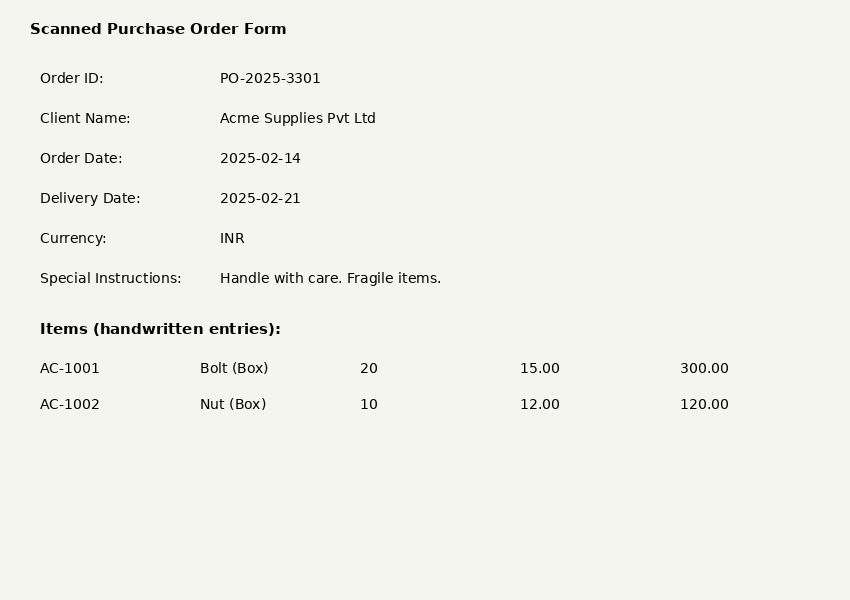 Scanned Purchase Order Form
Order ID: PO-2025-3301
Client Name: Acme Supplies Pvt Ltd
Order Date: 2025-02-14
Delivery Date: 2025-02-21
Currency: INR
Special Instructions: Handle with care. Fragile items.
Items (handwritten entries):
AC-1001 Bolt (Box) 20 15.00 300.00
AC-1002 Nut (Box) 10 12.00 120.00